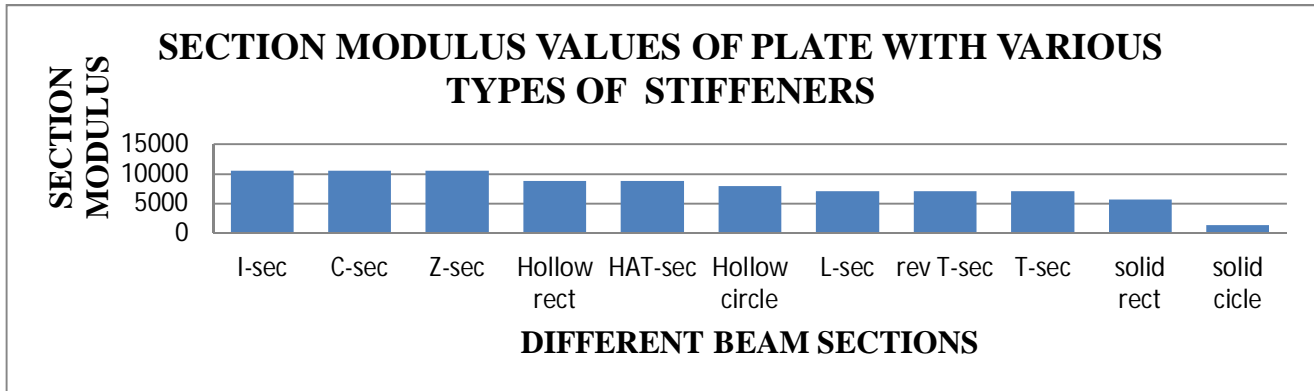 SECTION MODULUS VALUES OF PLATE WITH VARIOUS
TYPES OF STIFFENERS
SECTION
MODULUS
15000
10000
5000
0
I-sec
C-sec
Z-sec
Hollow
rect
HAT-sec
Hollow
circle
L-sec
rev T-sec
T-sec
solid
rect
solid
cicle
DIFFERENT BEAM SECTIONS